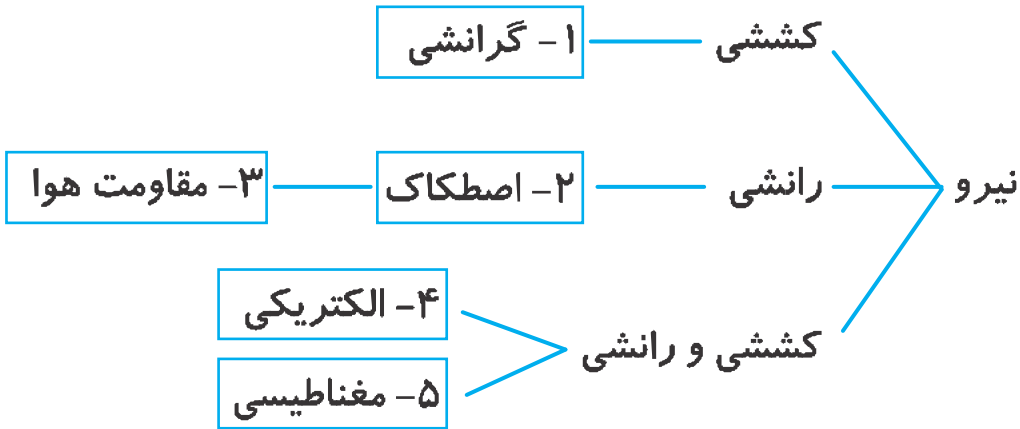 نیرو
کششی
۱- گرانشی
رانشی
۲- اصطکاک
۳- مقاومت هوا
کششی و رانشی
۴- الکتریکی
۵- مغناطیسی